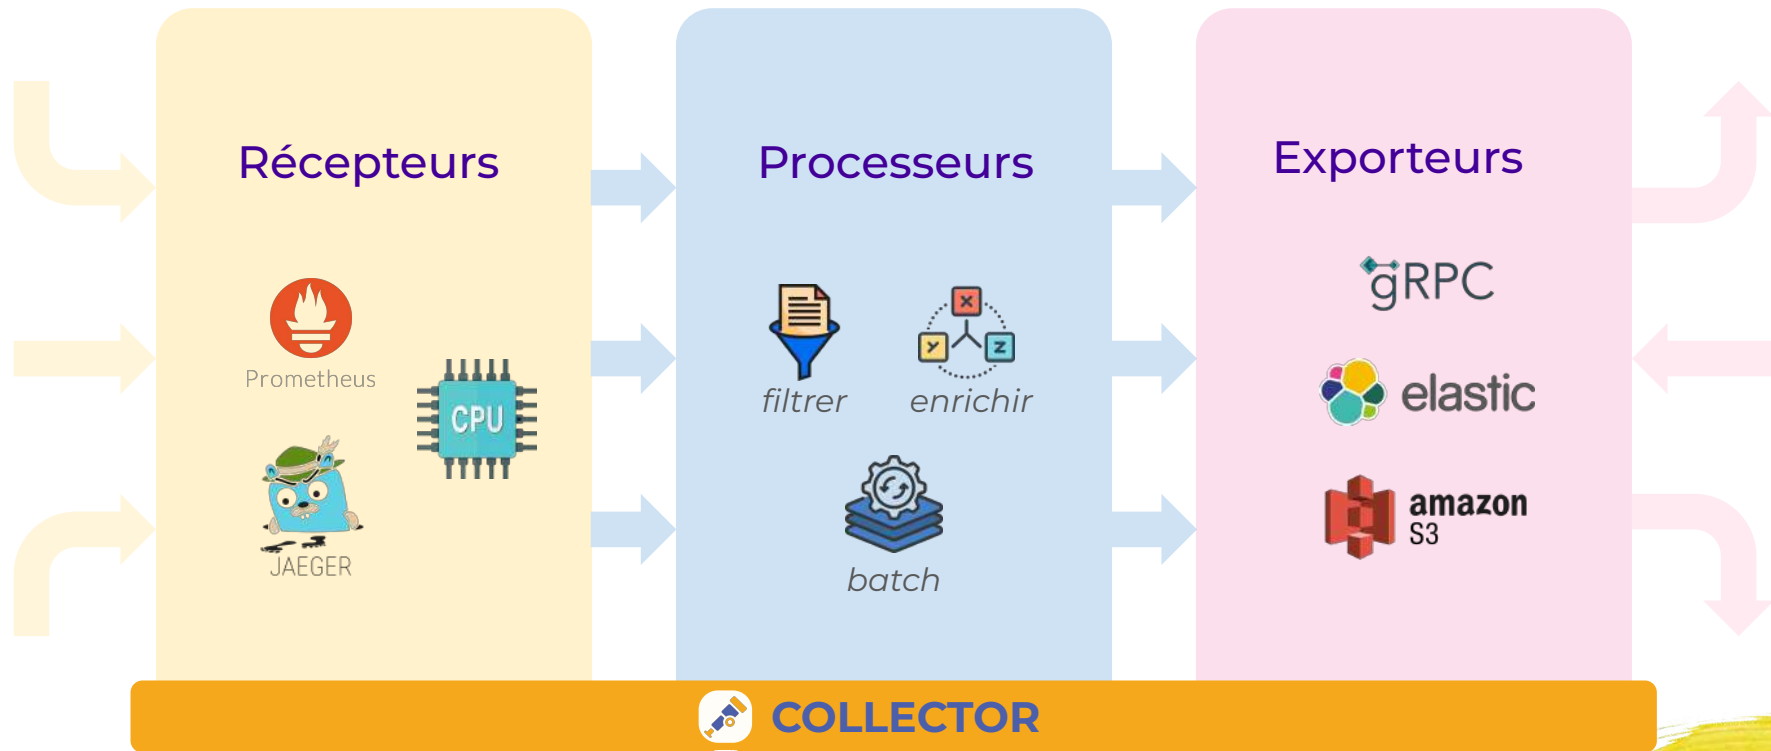 Récepteurs
Prometheus
CPU
JAEGER
Processeurs
X
Y
Z
filtrer
enrichir
batch
Exporteurs
gRPC
elastic
amazon
S3
COLLECTOR